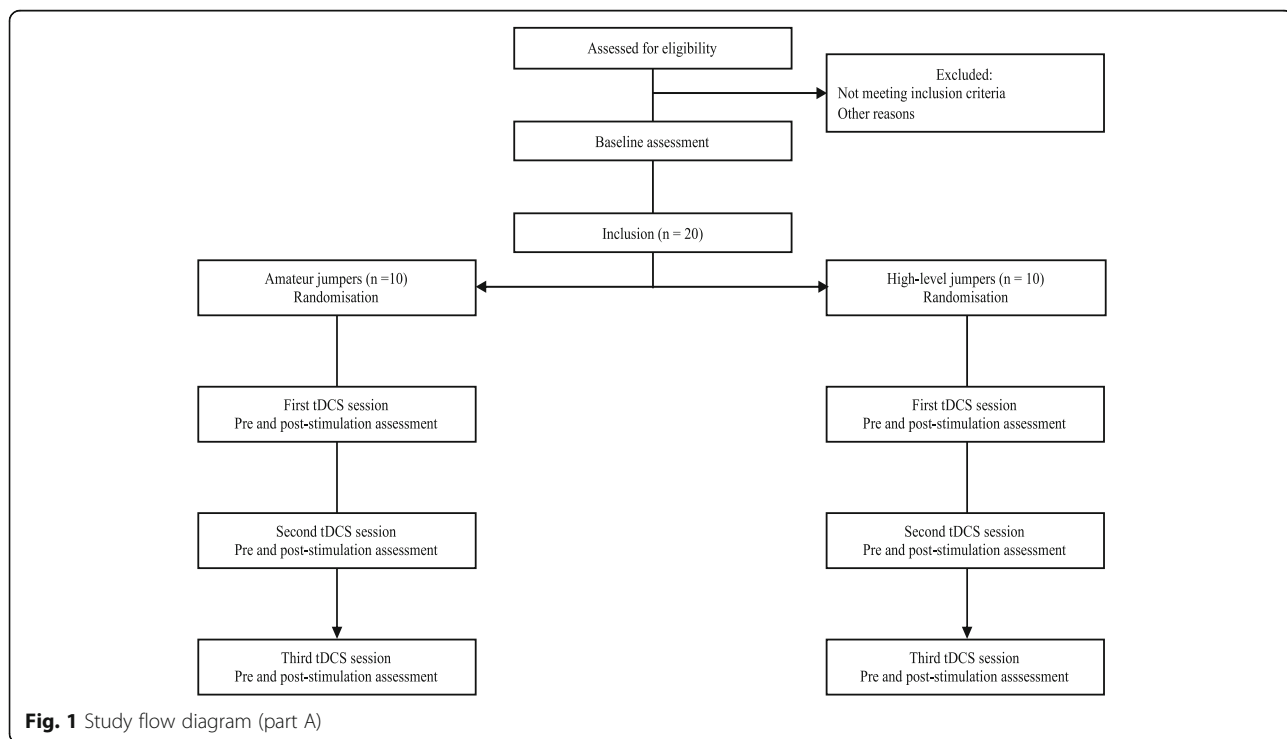 Assessed for eligibility
Excluded:
Not meeting inclusion criteria
Other reasons
Baseline assessment
Inclusion (n = 20)
Amateur jumpers (n =10)
Randomisation
High-level jumpers (n = 10)
Randomisation
First tDCS session
Pre and post-stimulation assessment
First tDCS session
Pre and post-stimulation assessment
Second tDCS session
Pre and post-stimulation assessment
Second tDCS session
Pre and post-stimulation assessment
Third tDCS session
Pre and post-stimulation assessment
Third tDCS session
Pre and post-stimulation asssessment
Fig. 1 Study flow diagram (part A)